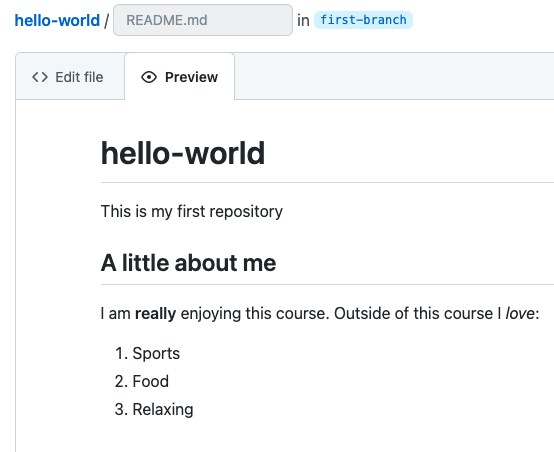 hello-world / README.md in first-branch
<> Edit file Preview
hello-world
This is my first repository
A little about me
I am really enjoying this course. Outside of this course I love:
1. Sports
2. Food
3. Relaxing